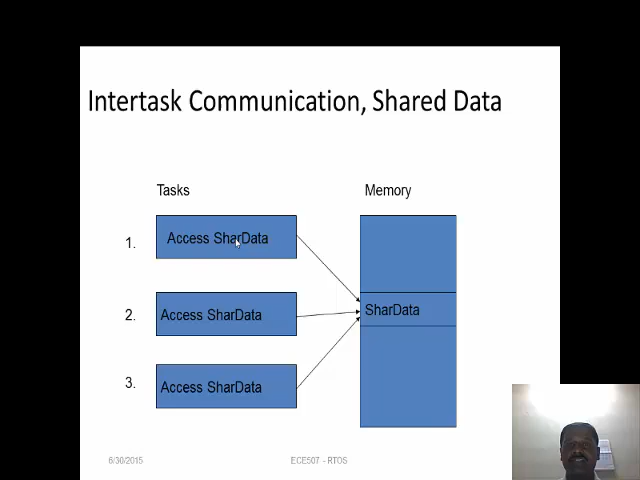 Intertask Communication, Shared Data
Tasks
Memory
1.
Access SharData
2.
Access SharData
SharData
3.
Access SharData
6/30/2015
ECE507 - RTOS